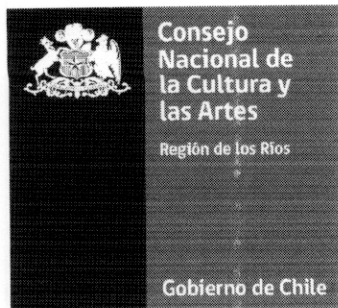 Consejo
Nacional de
la Cultura y
las Artes
Región de los Ríos
Gobierno de Chile